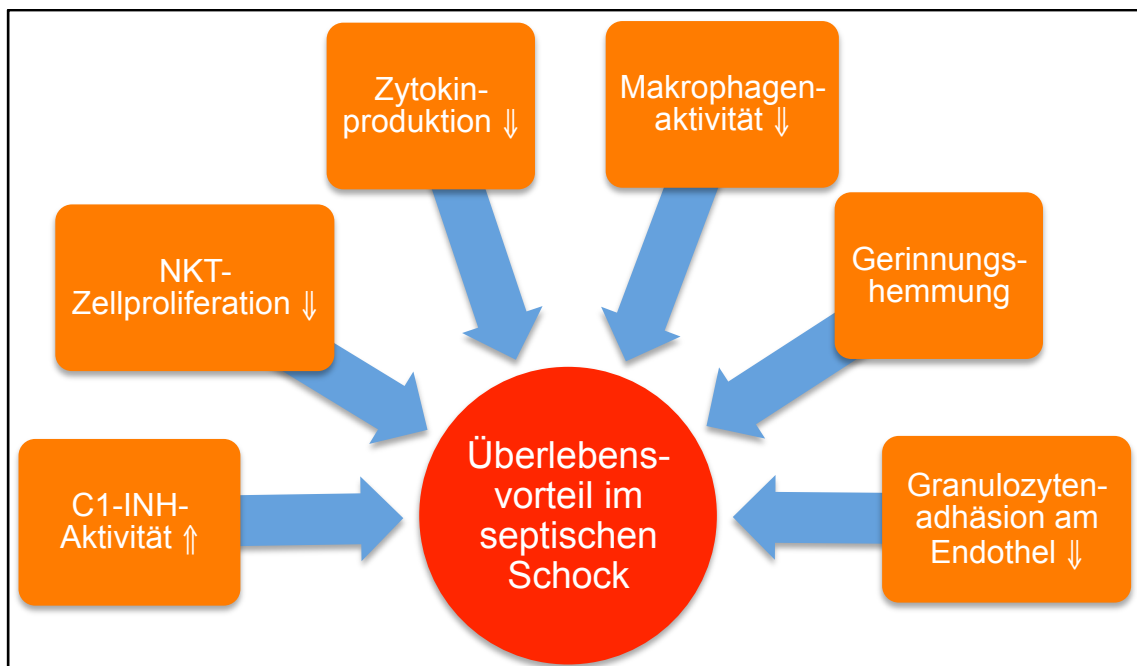 Zytokin-
produktion ⇓
Makrophagen-
aktivität ⇓
NKT-
Zellproliferation ⇓
Gerinnungs-
hemmung
C1-INH-
Aktivität ⇑
Überlebens-
vorteil im
septischen
Schock
Granulozyten-
adhäsion am
Endothel ⇓